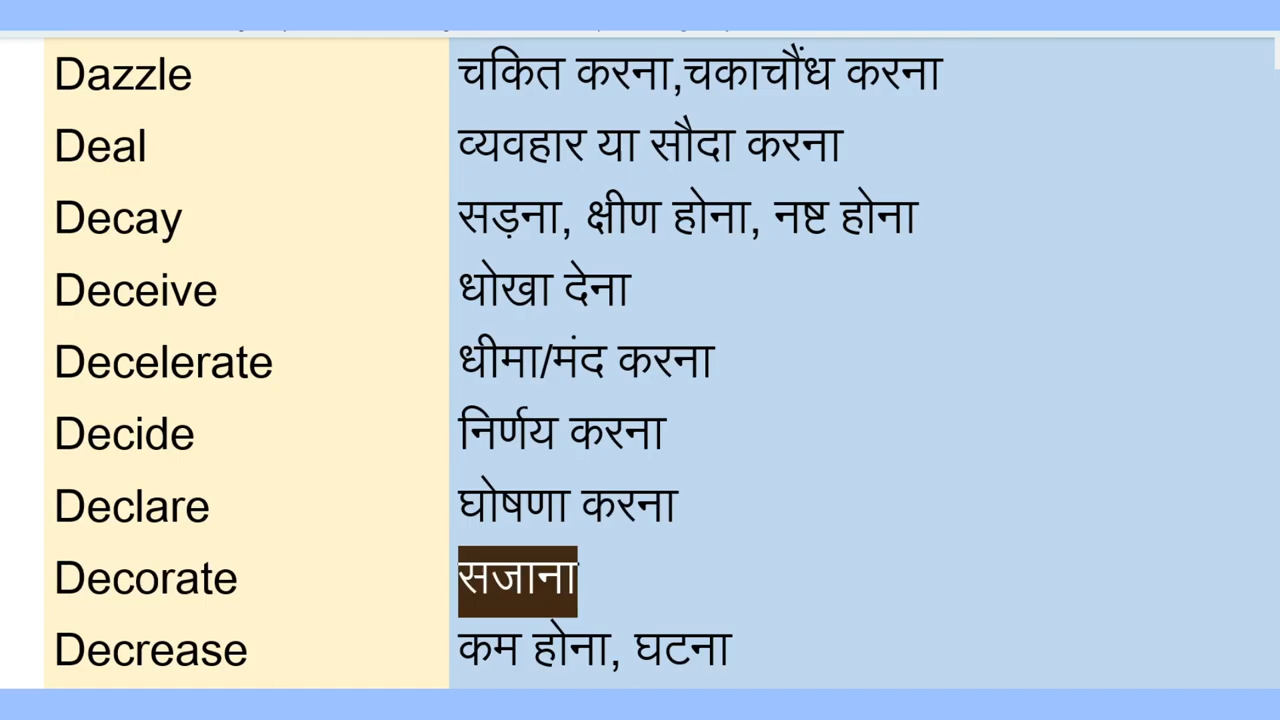 Dazzle चकित करना,चकाचौंध करना
Deal व्यवहार या सौदा करना
Decay सड़ना, क्षीण होना, नष्ट होना
Deceive धोखा देना
Decelerate धीमा/मंद करना
Decide निर्णय करना
Declare घोषणा करना
Decorate सजाना
Decrease कम होना, घटना